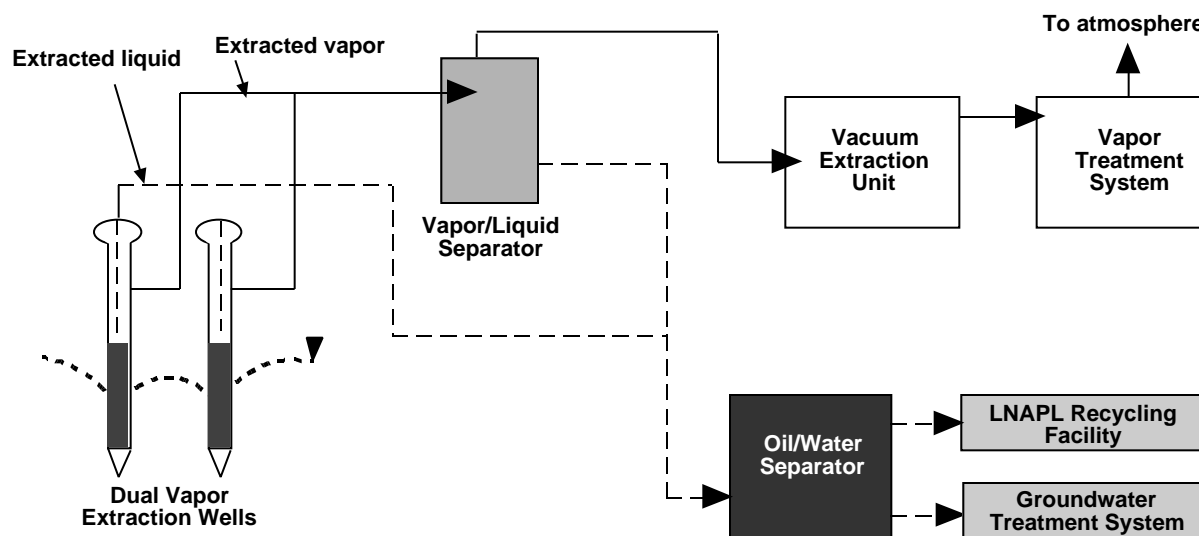 To atmosphere
Extracted vapor
Extracted liquid
Vacuum
Extraction
Unit
Vapor
Treatment
System
Vapor/Liquid
Separator
LNAPL Recycling
Facility
Oil/Water
Separator
Dual Vapor
Extraction Wells
Groundwater
Treatment System